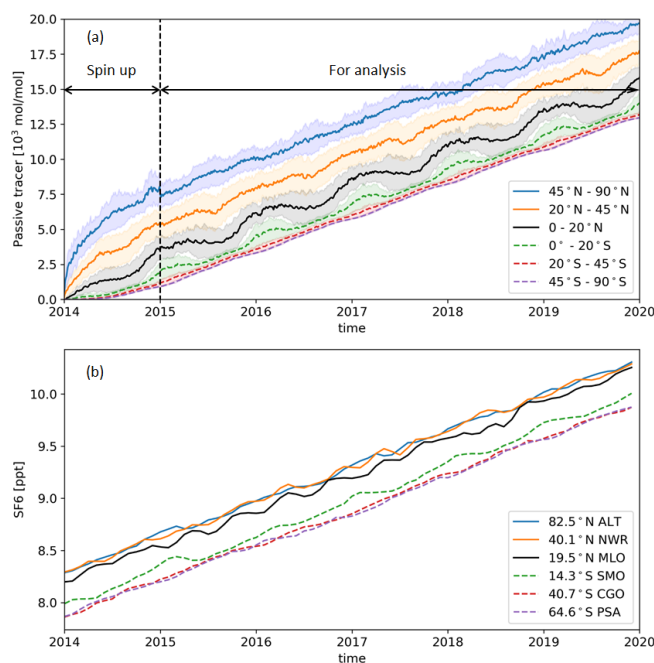 (a)
Spin up
For analysis
Passive tracer [10³ mol/mol]
20.0
17.5
15.0
12.5
10.0
7.5
5.0
2.5
0.0
45°N - 90°N
20°N - 45°N
0 - 20°N
0° - 20°S
20°S - 45°S
45°S - 90°S
2014 2015 2016 2017 2018 2019 2020
time
(b)
SF6 [ppt]
10.0
9.5
9.0
8.5
8.0
82.5°N ALT
40.1°N NWR
19.5°N MLO
14.3°S SMO
40.7°S CGO
64.6°S PSA
2014 2015 2016 2017 2018 2019 2020
time